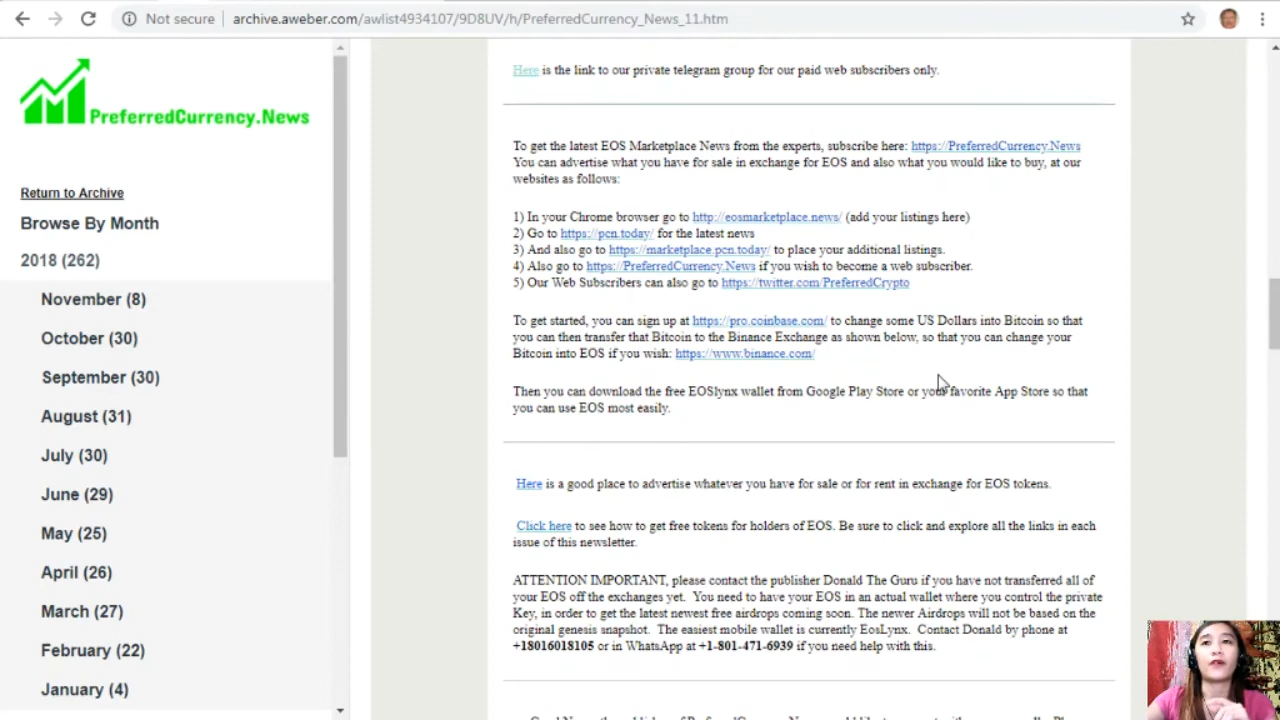 Not secure archive.aweber.com/awlist4934107/9D8UV/h/PreferredCurrency_News_11.htm
PreferredCurrency.News
Return to Archive
Browse By Month
2018 (262)
November (8)
October (30)
September (30)
August (31)
July (30)
June (29)
May (25)
April (26)
March (27)
February (22)
January (4)
Here is the link to our private telegram group for our paid web subscribers only.
To get the latest EOS Marketplace News from the experts, subscribe here: https://PreferredCurrency.News
You can advertise what you have for sale in exchange for EOS and also what you would like to buy, at our
websites as follows:
1) In your Chrome browser go to http://eosmarketplace.news/ (add your listings here)
2) Go to https://pcn.today/ for the latest news
3) And also go to https://marketplace.pcn.today/ to place your additional listings.
4) Also go to https://PreferredCurrency.News if you wish to become a web subscriber.
5) Our Web Subscribers can also go to https://twitter.com/PreferredCrypto
To get started, you can sign up at https://pro.coinbase.com/ to change some US Dollars into Bitcoin so that
you can then transfer that Bitcoin to the Binance Exchange as shown below, so that you can change your
Bitcoin into EOS if you wish: https://www.binance.com/
Then you can download the free EOSlynx wallet from Google Play Store or your favorite App Store so that
you can use EOS most easily.
Here is a good place to advertise whatever you have for sale or for rent in exchange for EOS tokens.
Click here to see how to get free tokens for holders of EOS. Be sure to click and explore all the links in each
issue of this newsletter.
ATTENTION IMPORTANT, please contact the publisher Donald The Guru if you have not transferred all of
your EOS off the exchanges yet. You need to have your EOS in an actual wallet where you control the private
Key, in order to get the latest newest free airdrops coming soon. The newer Airdrops will not be based on the
original genesis snapshot. The easiest mobile wallet is currently EosLynx. Contact Donald by phone at
+18016018105 or in WhatsApp at +1-801-471-6939 if you need help with this.